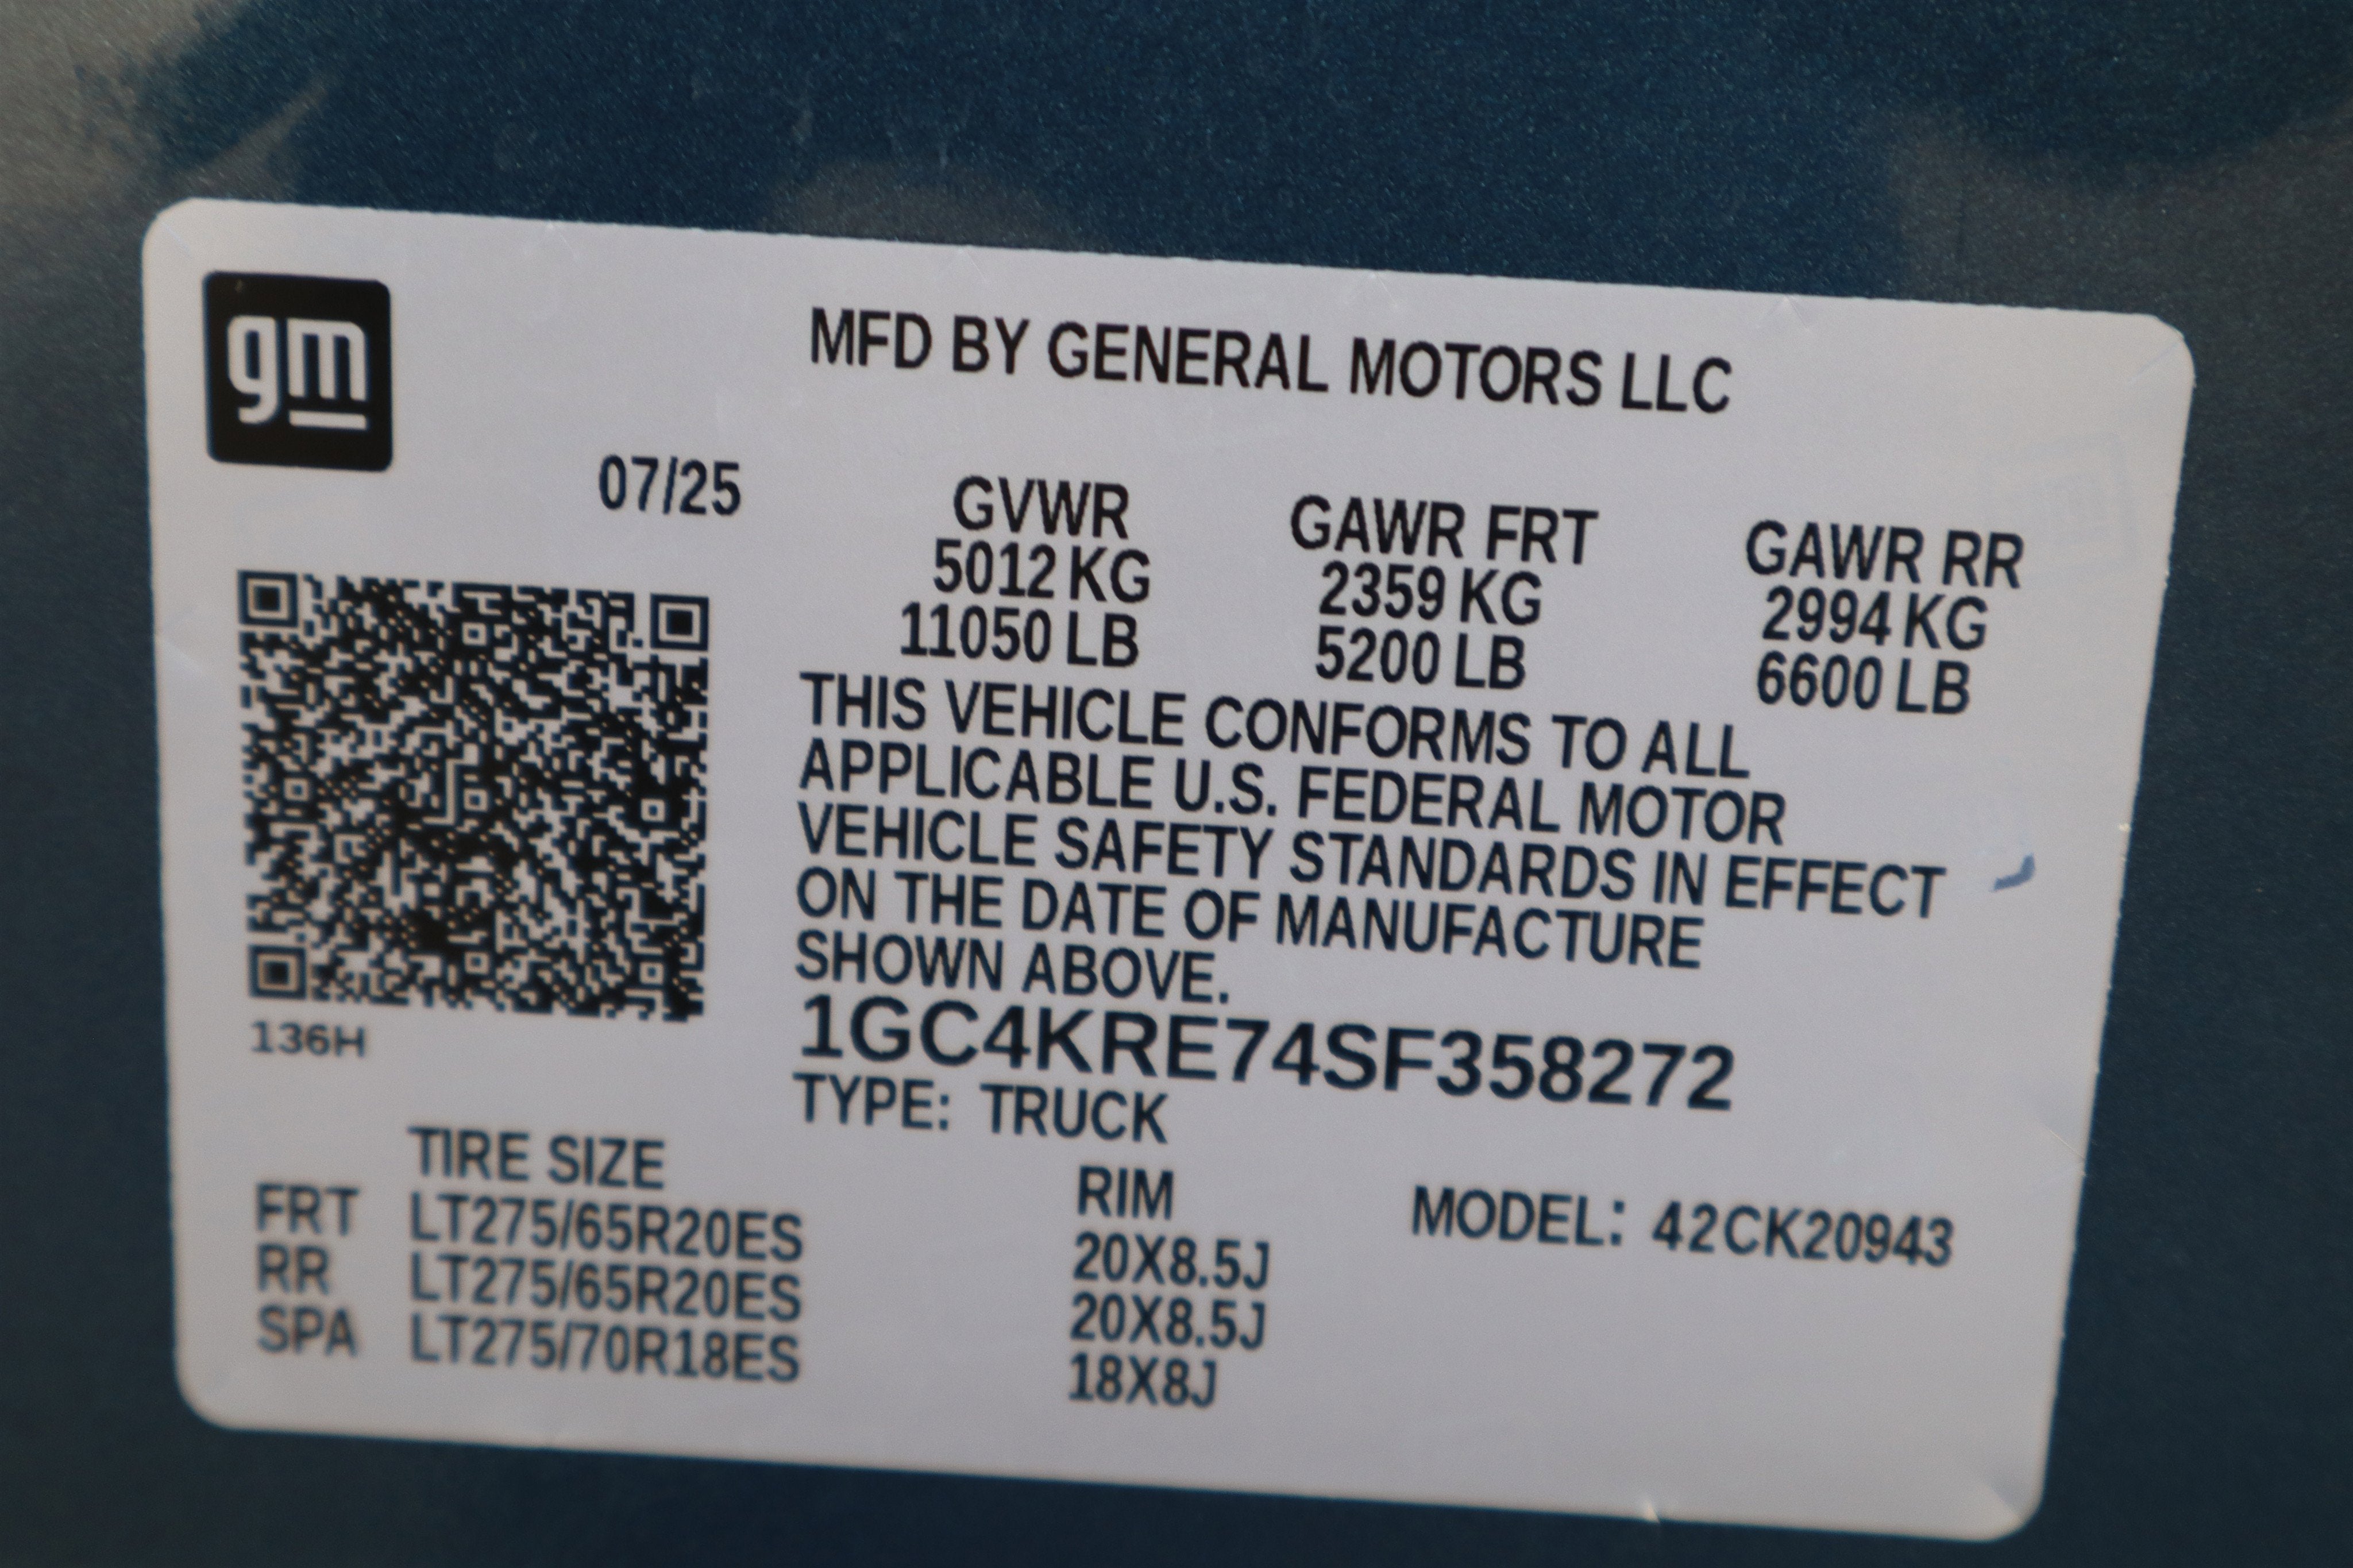 gm
MFD BY GENERAL MOTORS LLC
07/25
GVWR GAWR FRT GAWR RR
5012 KG 2359 KG 2994 KG
11050 LB 5200 LB 6600 LB
THIS VEHICLE CONFORMS TO ALL
APPLICABLE U.S. FEDERAL MOTOR
VEHICLE SAFETY STANDARDS IN EFFECT
ON THE DATE OF MANUFACTURE
SHOWN ABOVE.
136H
1GC4KRE74SF358272
TYPE: TRUCK
TIRE SIZE RIM MODEL: 42CK20943
FRT LT275/65R20ES 20X8.5J
RR LT275/65R20ES 20X8.5J
SPA LT275/70R18ES 18X8J